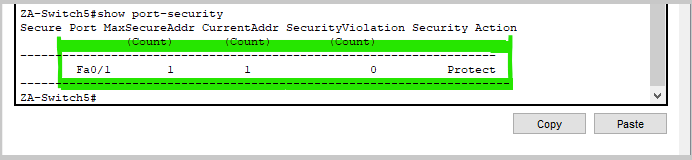 ZA-Switch5#show port-security
Secure Port MaxSecureAddr CurrentAddr SecurityViolation Security Action
(Count) (Count) (Count)
--------------------------------------------------------------------
Fa0/1 1 1 0 Protect
----------------------------------------------------------------------
ZA-Switch5#
Copy Paste